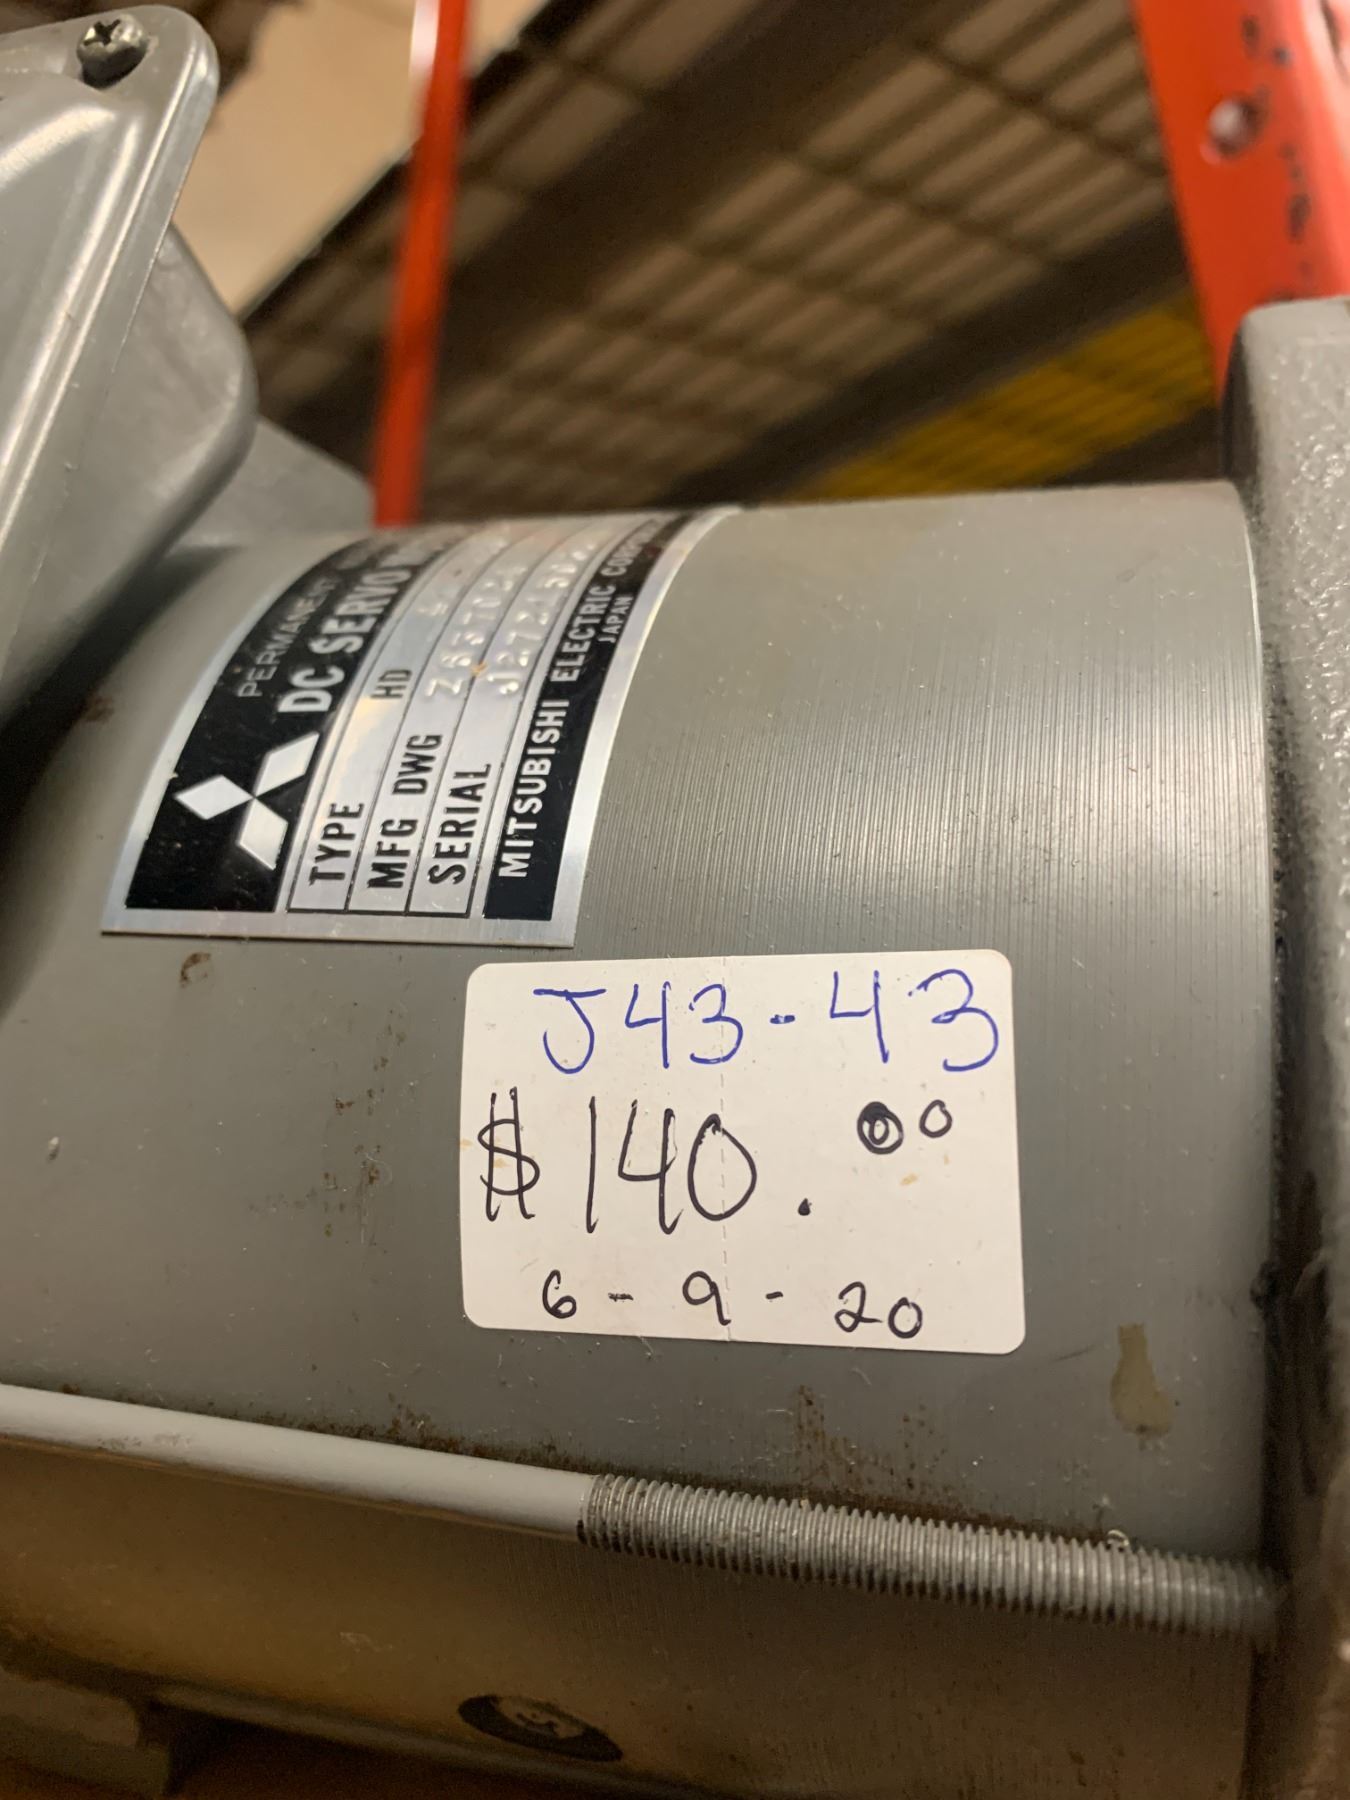 PERMANENT
DC SERVO
TYPE HD
MFG DWG
SERIAL
MITSUBISHI ELECTRIC
JAPAN
J43-43
$140.00
6-9-20